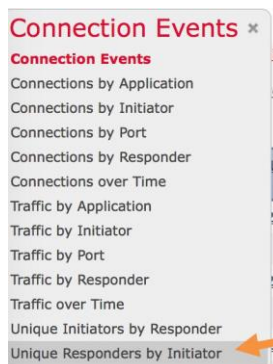 Connection Events ×
Connection Events
Connections by Application
Connections by Initiator
Connections by Port
Connections by Responder
Connections over Time
Traffic by Application
Traffic by Initiator
Traffic by Port
Traffic by Responder
Traffic over Time
Unique Initiators by Responder
Unique Responders by Initiator